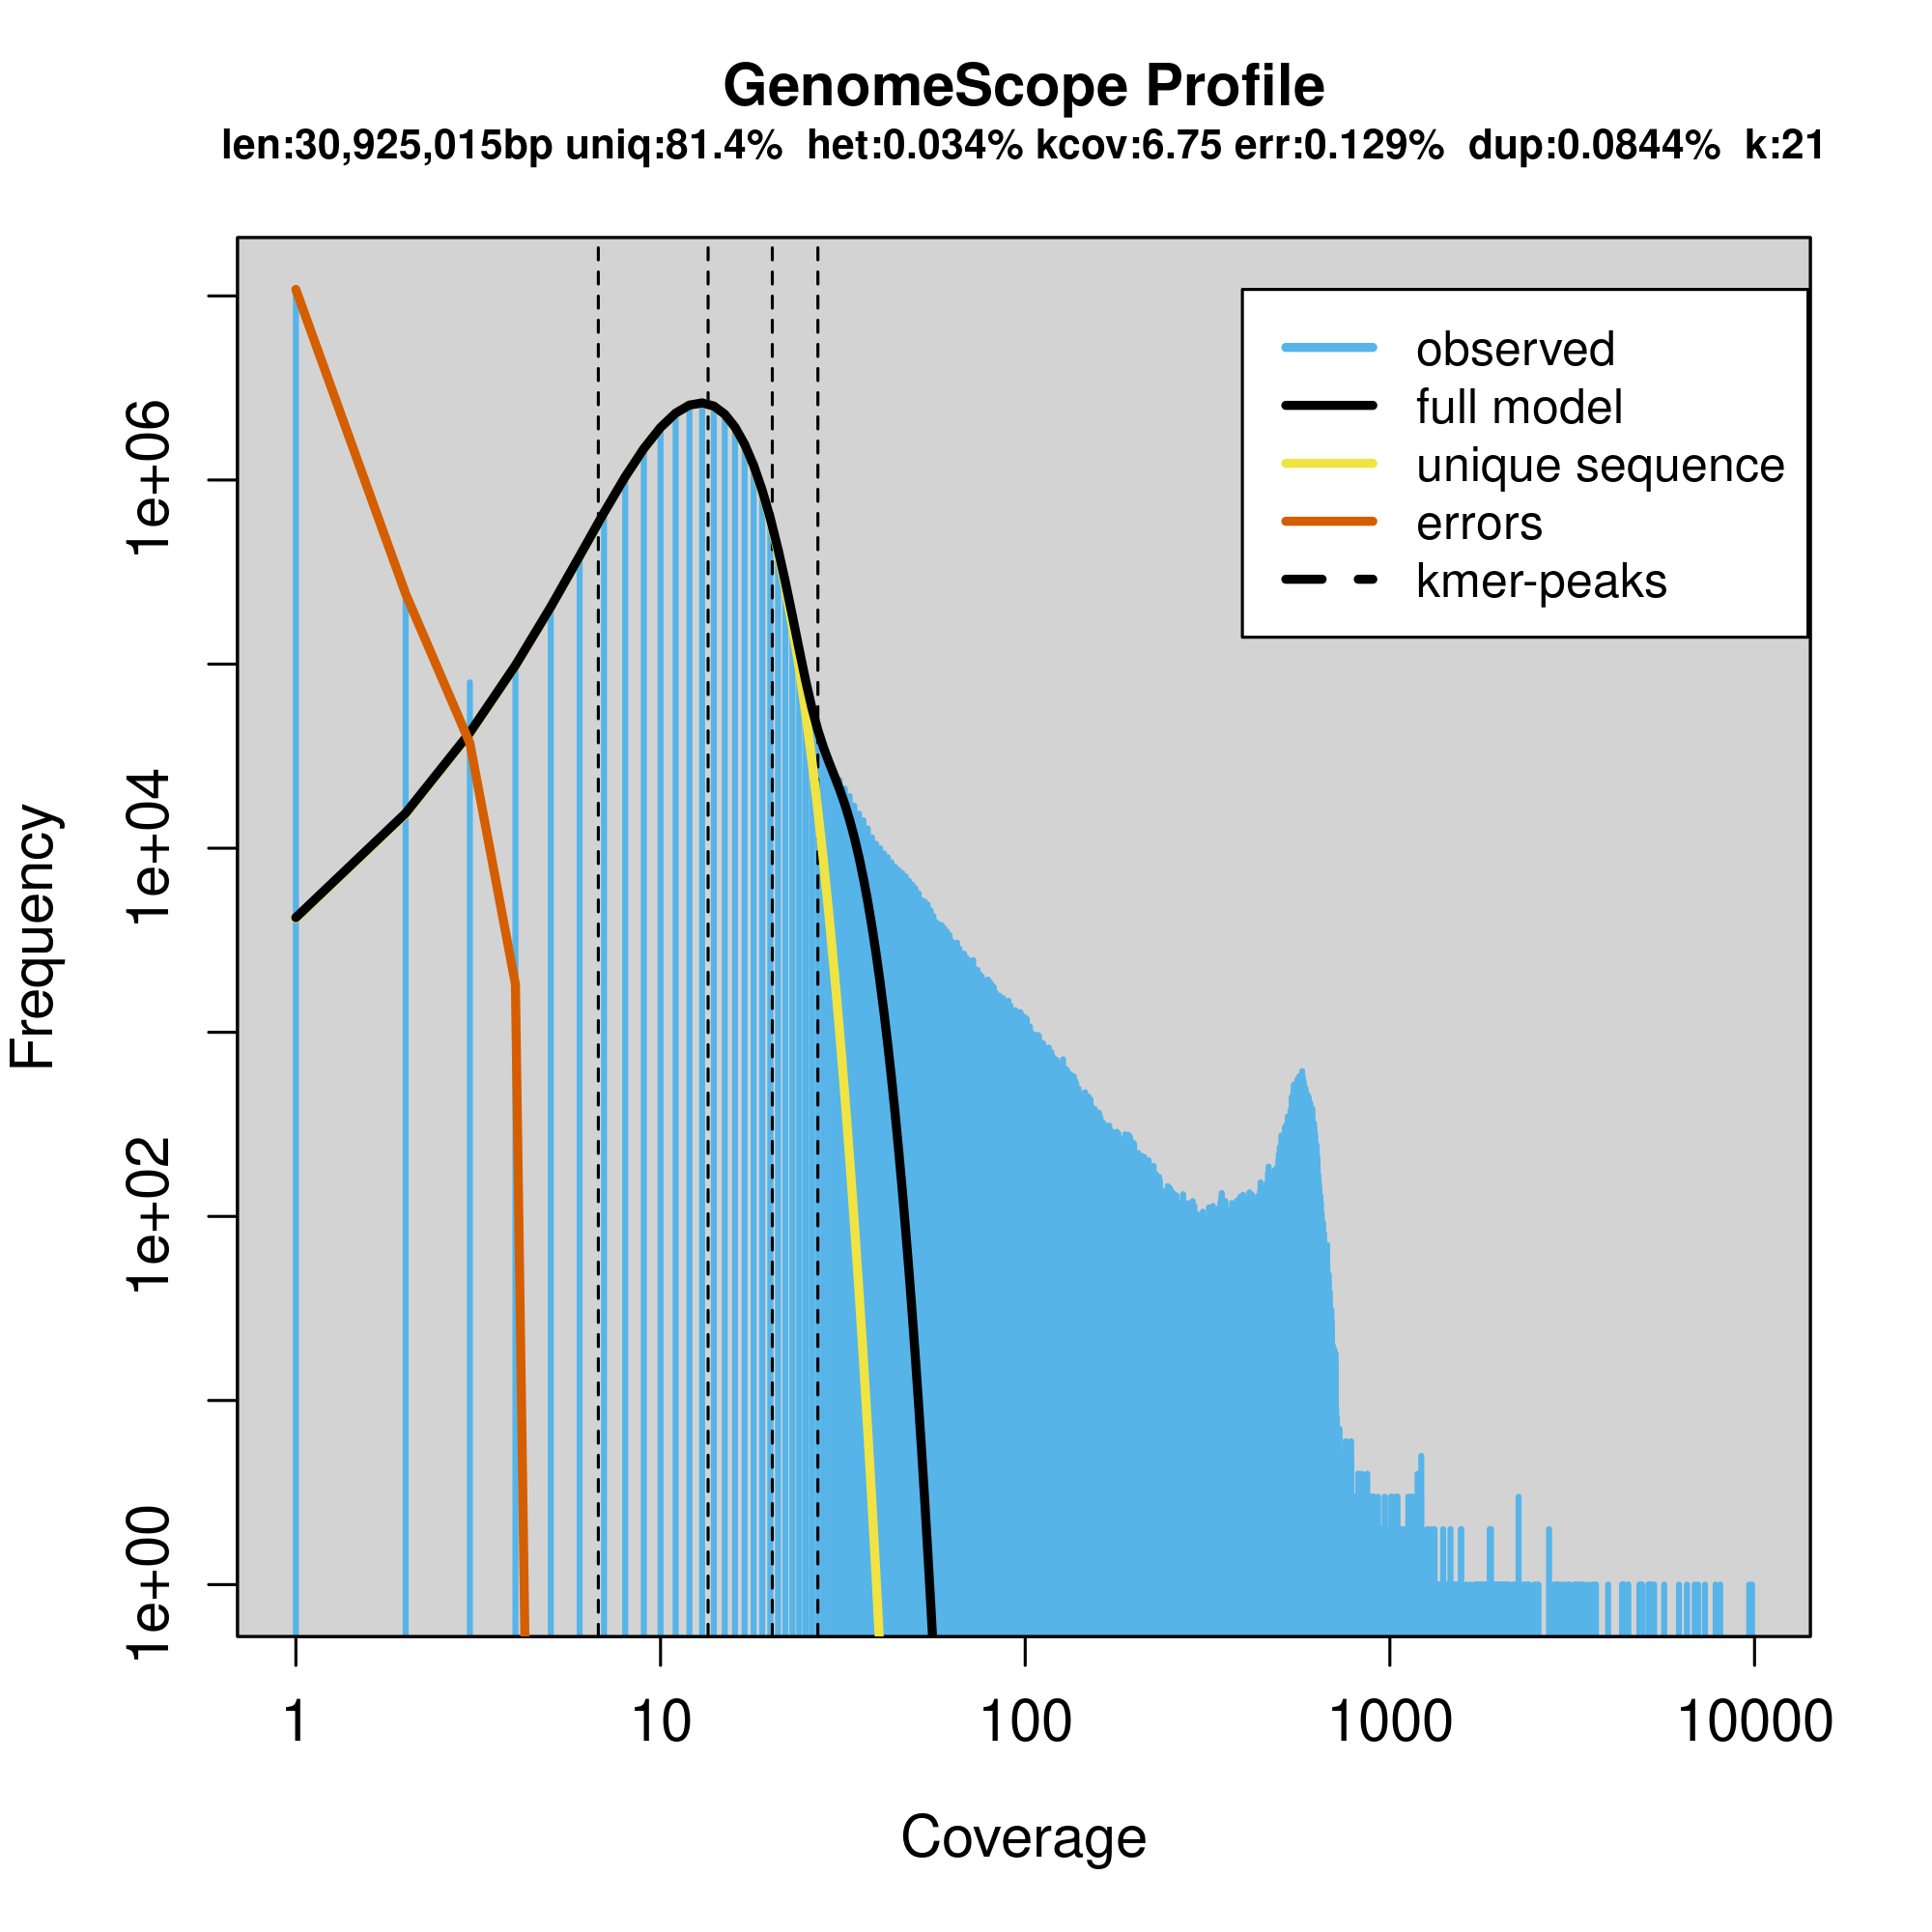 GenomeScope Profile
len:30,925,015bp uniq:81.4% het:0.034% kcov:6.75 err:0.129% dup:0.0844% k:21
observed
full model
unique sequence
errors
kmer-peaks
Frequency
1e+06
1e+04
1e+02
1e+00
1 10 100 1000 10000
Coverage